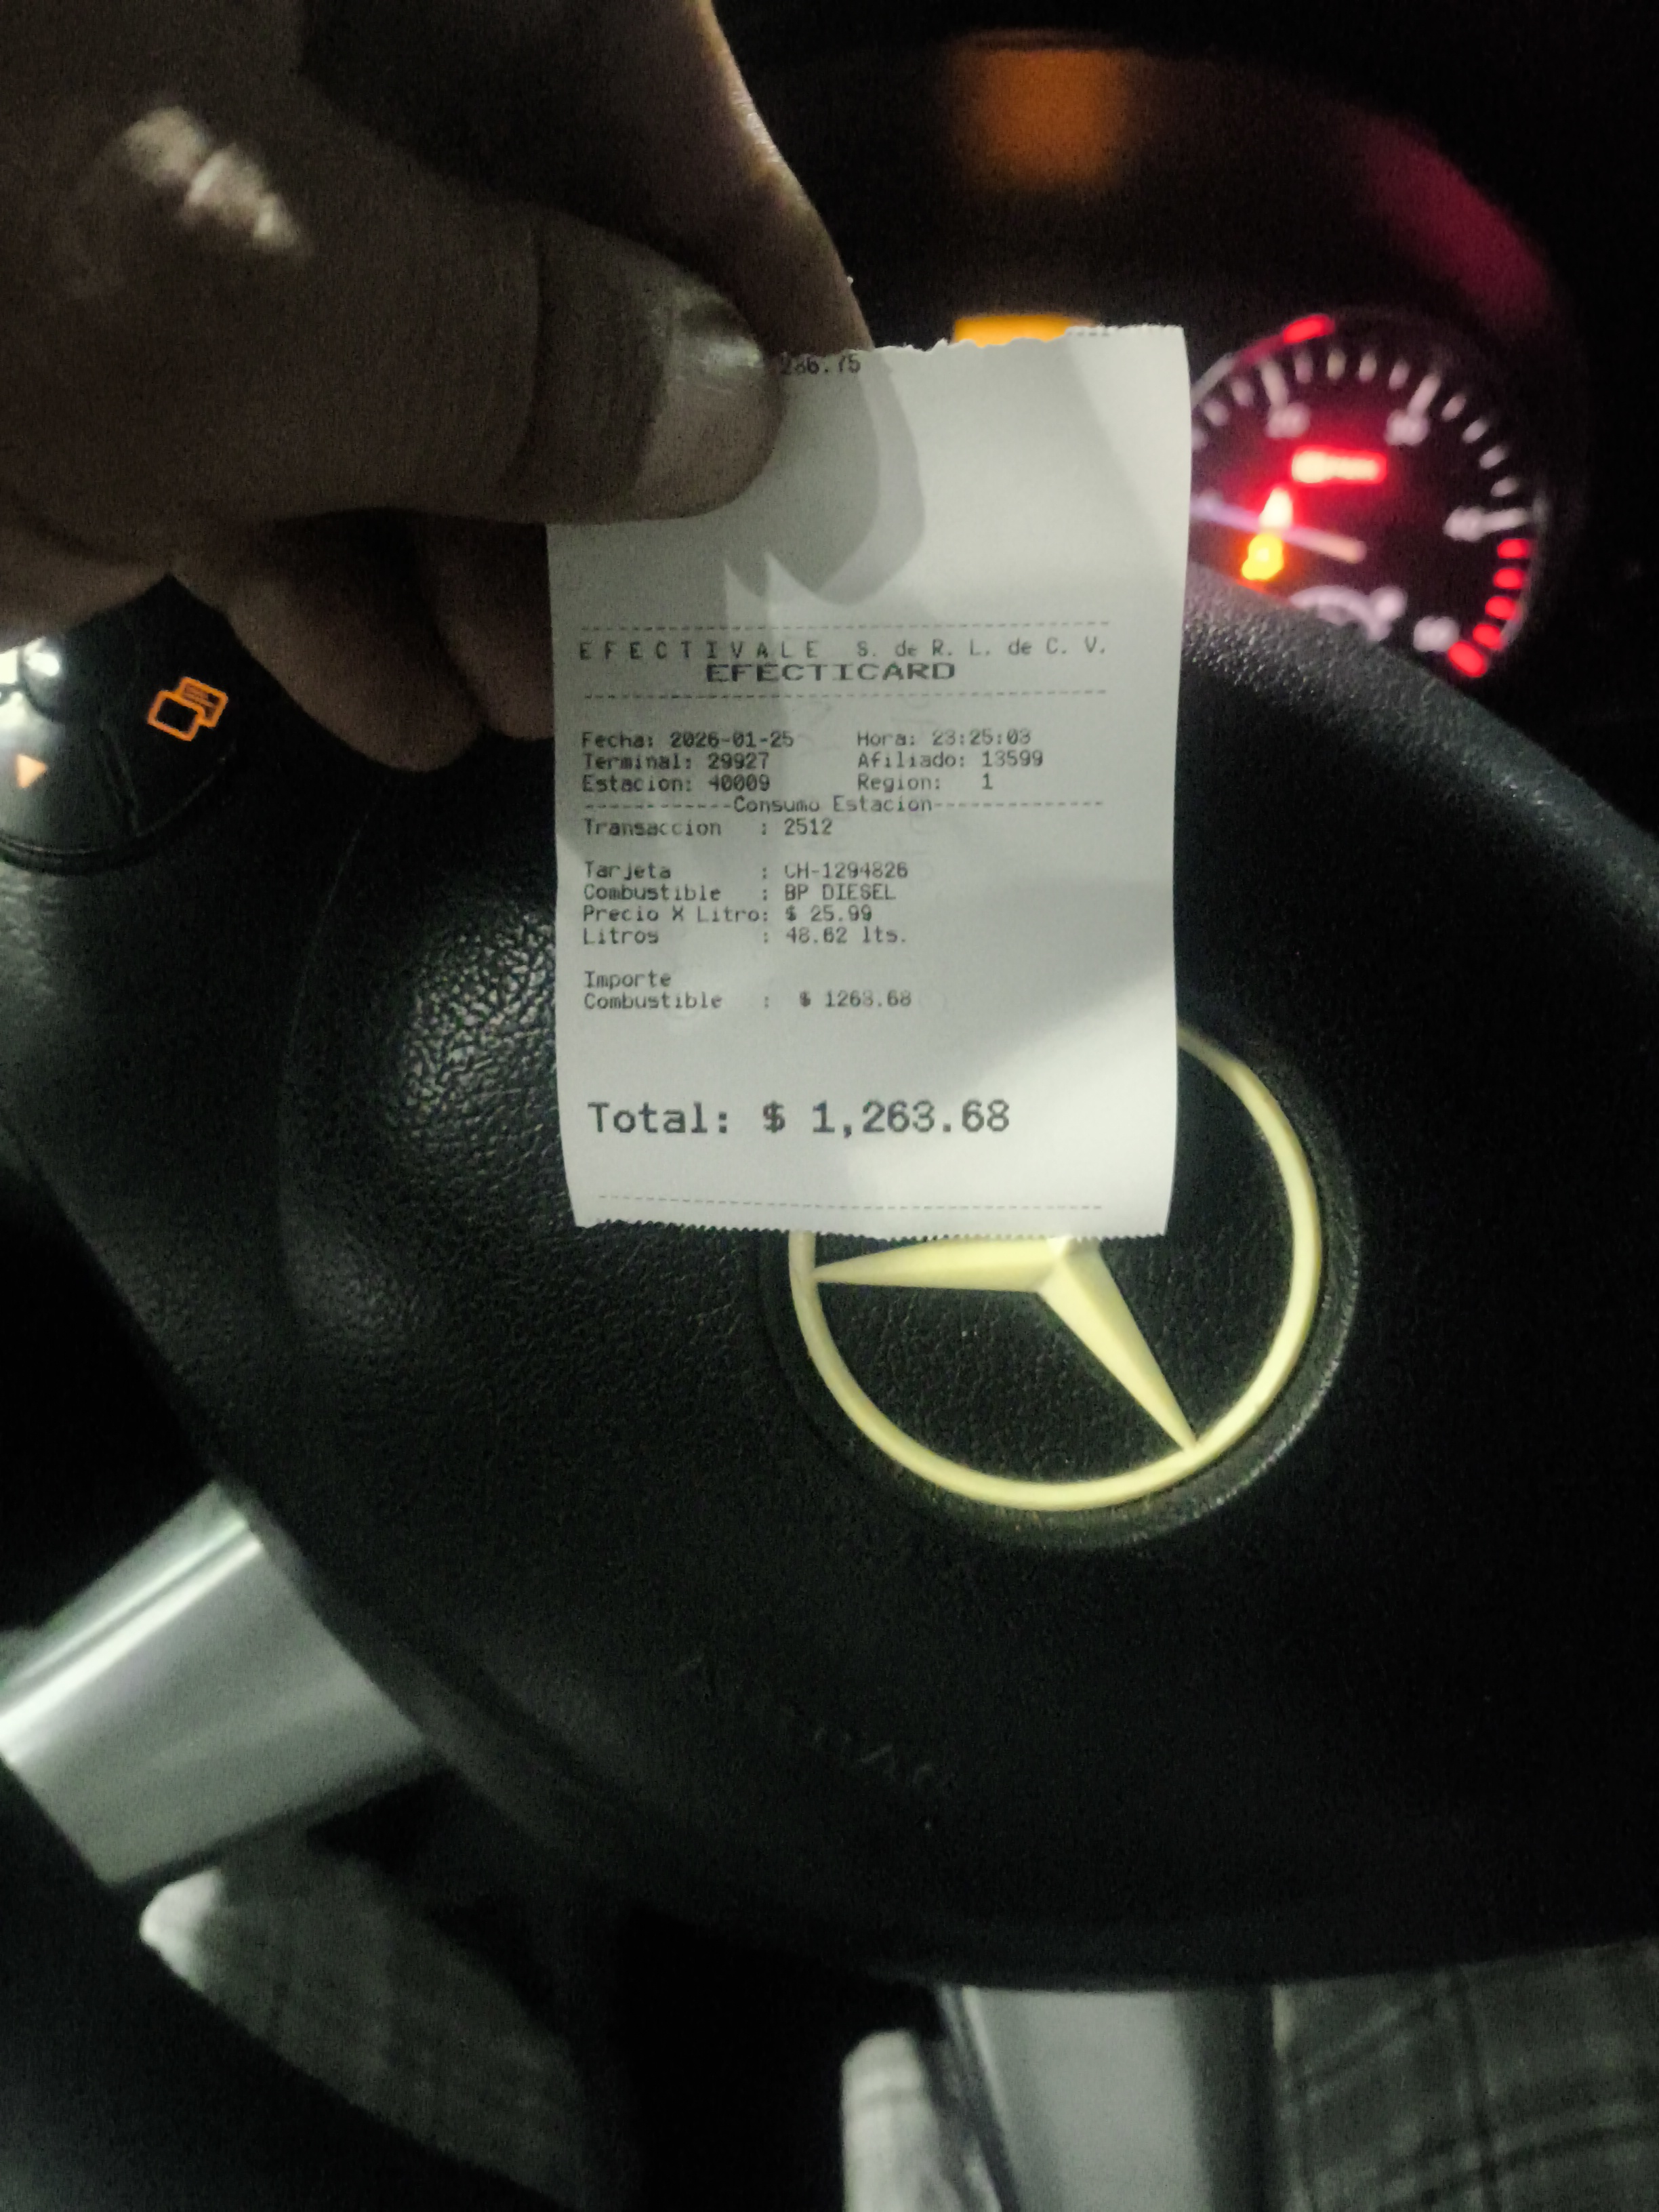 286.75
EFECTIVALE S. de R. L. de C. V.
EFECTICARD
Fecha: 2026-01-25 Hora: 23:25:03
Terminal: 29927 Afiliado: 13599
Estacion: 40009 Region: 1
------------Consumo Estacion--------------
Transaccion : 2512
Tarjeta : CH-1294826
Combustible : BP DIESEL
Precio X Litro: $ 25.99
Litros : 48.62 lts.
Importe
Combustible : $ 1263.68
Total: $ 1,263.68